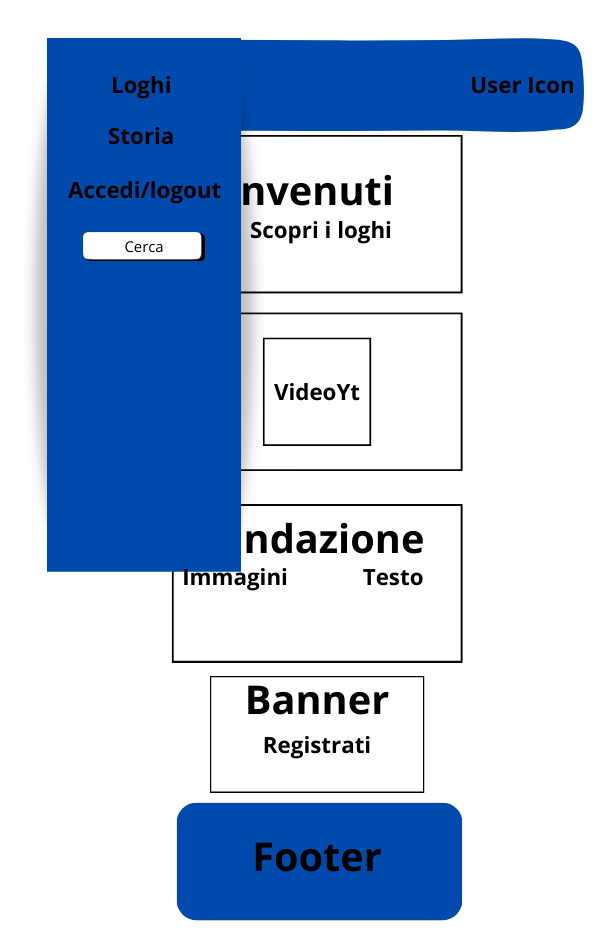 Loghi
Storia
Accedi/logout
Cerca
User Icon
nvenuti
Scopri i loghi
VideoYt
ndazione
Immagini
Testo
Banner
Registrati
Footer